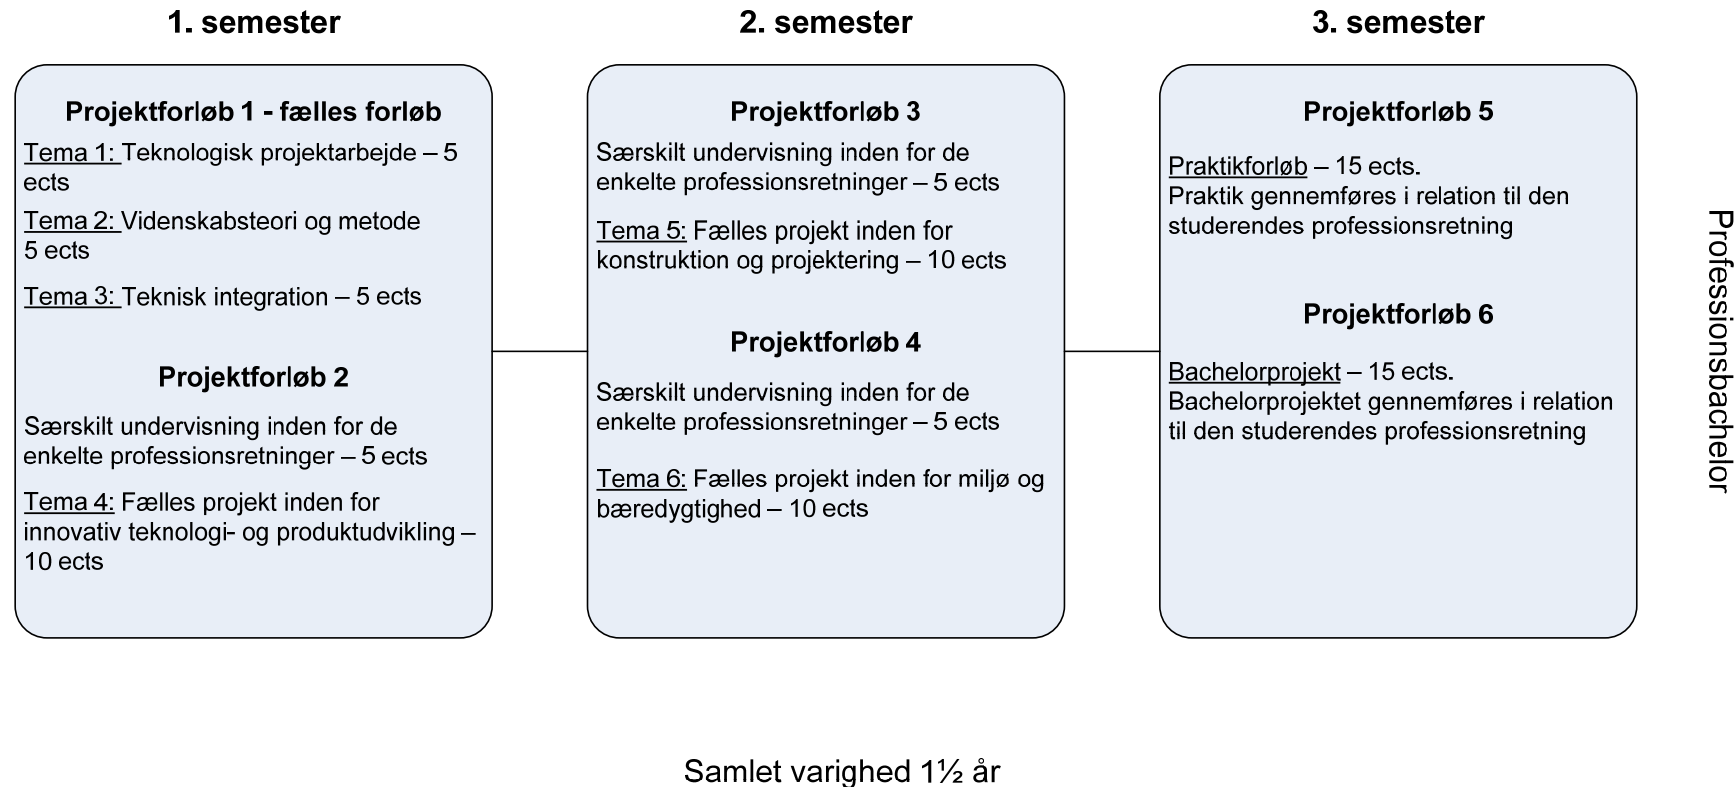 1. semester
Projektforløb 1 - fælles forløb
Tema 1: Teknologisk projektarbejde – 5
ects
Tema 2: Videnskabsteori og metode
5 ects
Tema 3: Teknisk integration – 5 ects
Projektforløb 2
Særskilt undervisning inden for de
enkelte professionsretninger – 5 ects
Tema 4: Fælles projekt inden for
innovativ teknologi- og produktudvikling –
10 ects
2. semester
Projektforløb 3
Særskilt undervisning inden for de
enkelte professionsretninger – 5 ects
Tema 5: Fælles projekt inden for
konstruktion og projektering – 10 ects
Projektforløb 4
Særskilt undervisning inden for de
enkelte professionsretninger – 5 ects
Tema 6: Fælles projekt inden for miljø og
bæredygtighed – 10 ects
3. semester
Projektforløb 5
Praktikforløb – 15 ects.
Praktik gennemføres i relation til den
studerendes professionsretning
Projektforløb 6
Bachelorprojekt – 15 ects.
Bachelorprojektet gennemføres i relation
til den studerendes professionsretning
Professionsbachelor
Samlet varighed 1½ år